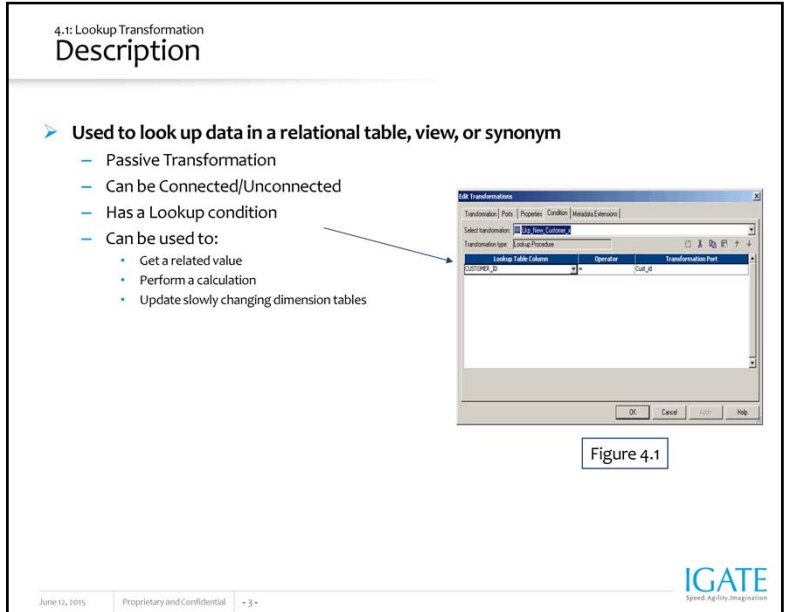 4.1: Lookup Transformation
Description
Used to look up data in a relational table, view, or synonym
– Passive Transformation
– Can be Connected/Unconnected
– Has a Lookup condition
– Can be used to:
• Get a related value
• Perform a calculation
• Update slowly changing dimension tables
Edit Transformations
Transformation Ports Properties Condition Metadata Extensions
Select transformation: Lkp_New_Customer_x
Transformation type: Lookup Procedure
Lookup Table Column Operator Transformation Port
CUSTOMER_ID = Cust_id
OK Cancel Apply Help
Figure 4.1
June 12, 2015 Proprietary and Confidential - 3 -
IGATE
Speed.Agility.Imagination